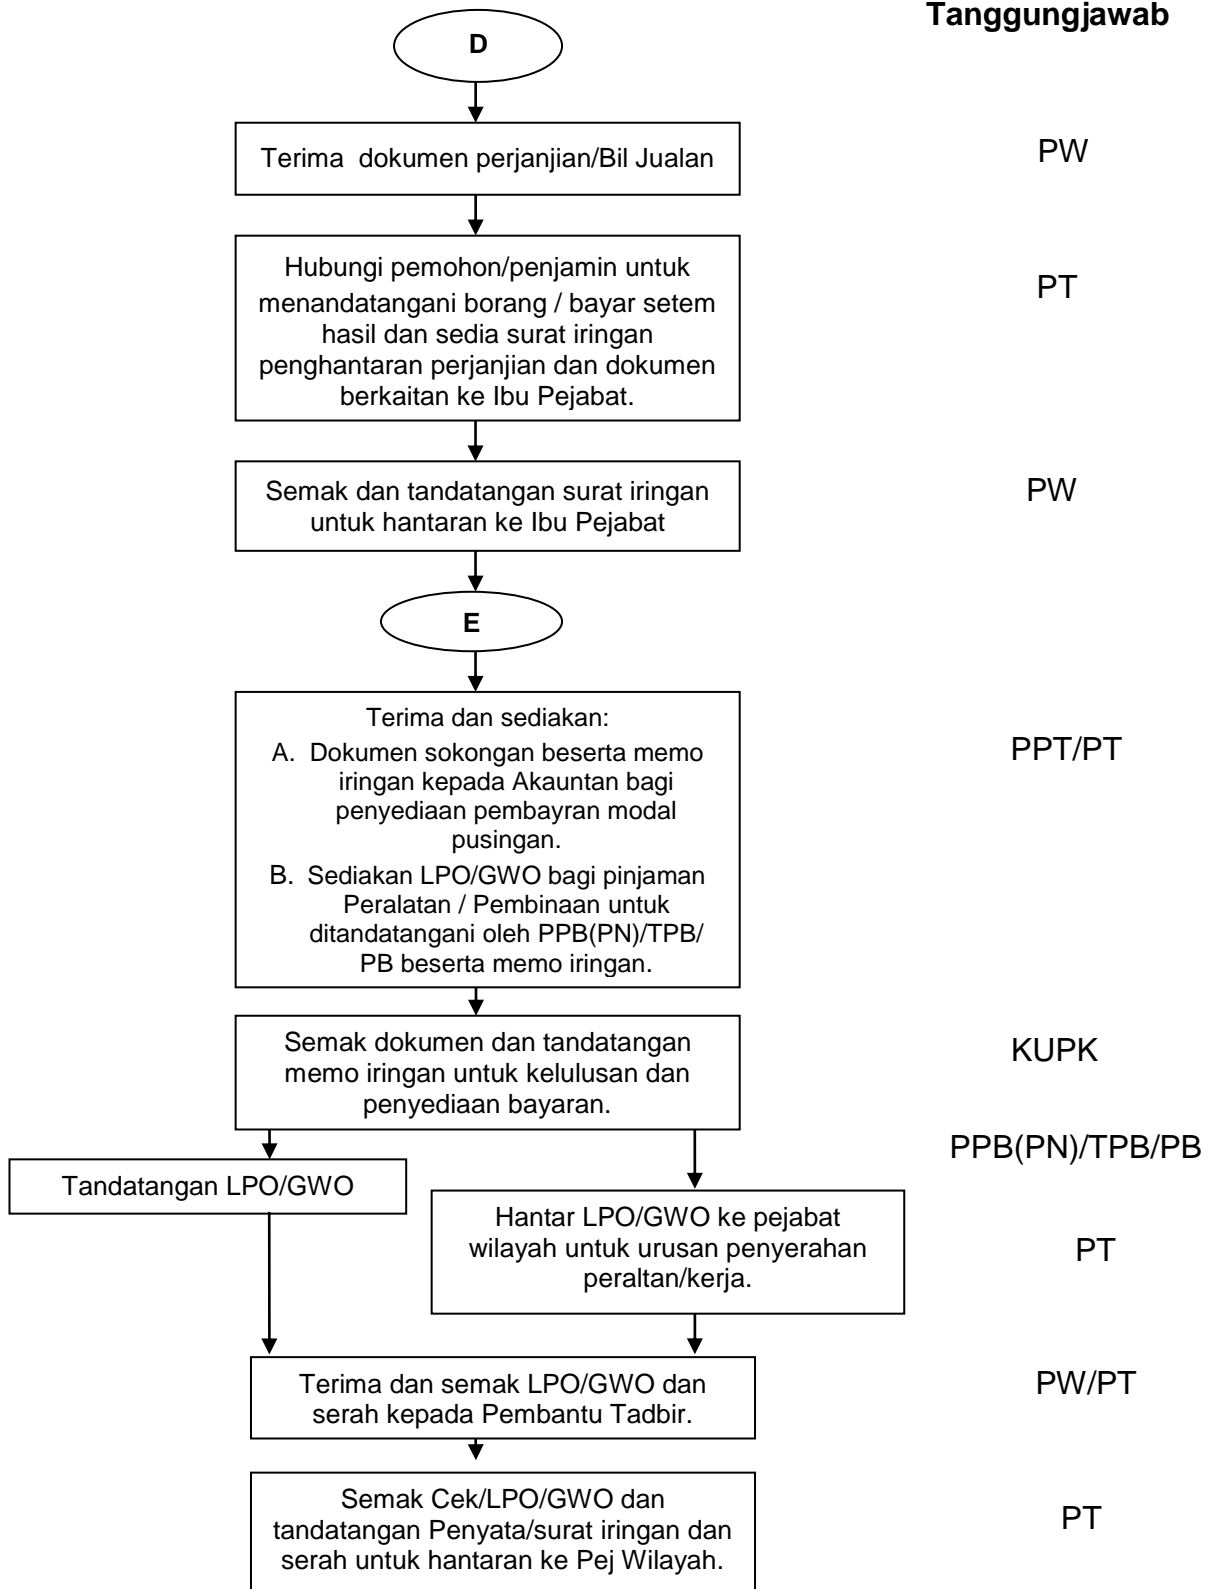 Tanggungjawab
D
Terima dokumen perjanjian/Bil Jualan
PW
Hubungi pemohon/penjamin untuk
menandatangani borang / bayar setem
hasil dan sedia surat iringan
penghantaran perjanjian dan dokumen
berkaitan ke Ibu Pejabat.
PT
Semak dan tandatangan surat iringan
untuk hantaran ke Ibu Pejabat
PW
E
Terima dan sediakan:
A. Dokumen sokongan beserta memo
iringan kepada Akauntan bagi
penyediaan pembayran modal
pusingan.
B. Sediakan LPO/GWO bagi pinjaman
Peralatan / Pembinaan untuk
ditandatangani oleh PPB(PN)/TPB/
PB beserta memo iringan.
PPT/PT
Semak dokumen dan tandatangan
memo iringan untuk kelulusan dan
penyediaan bayaran.
KUPK
Tandatangan LPO/GWO
PPB(PN)/TPB/PB
Hantar LPO/GWO ke pejabat
wilayah untuk urusan penyerahan
peraltan/kerja.
PT
Terima dan semak LPO/GWO dan
serah kepada Pembantu Tadbir.
PW/PT
Semak Cek/LPO/GWO dan
tandatangan Penyata/surat iringan dan
serah untuk hantaran ke Pej Wilayah.
PT